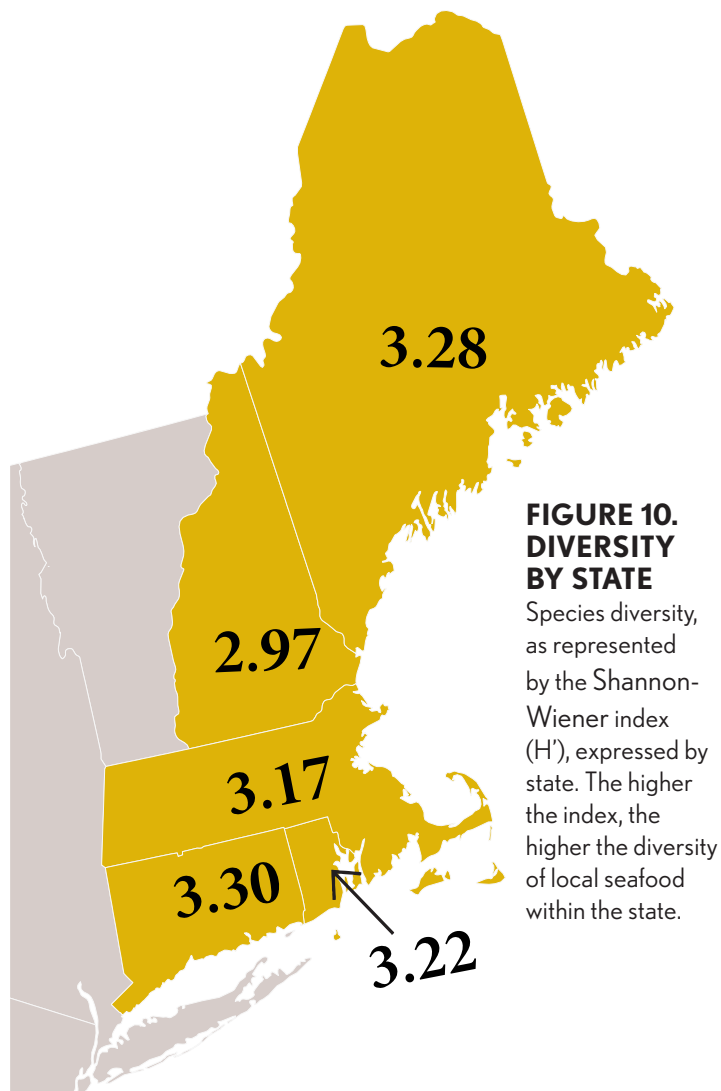 3.28
FIGURE 10.
DIVERSITY
BY STATE
Species diversity,
as represented
by the Shannon-
Wiener index
(H’), expressed by
state. The higher
the index, the
higher the diversity
of local seafood
within the state.
2.97
3.17
3.30
3.22